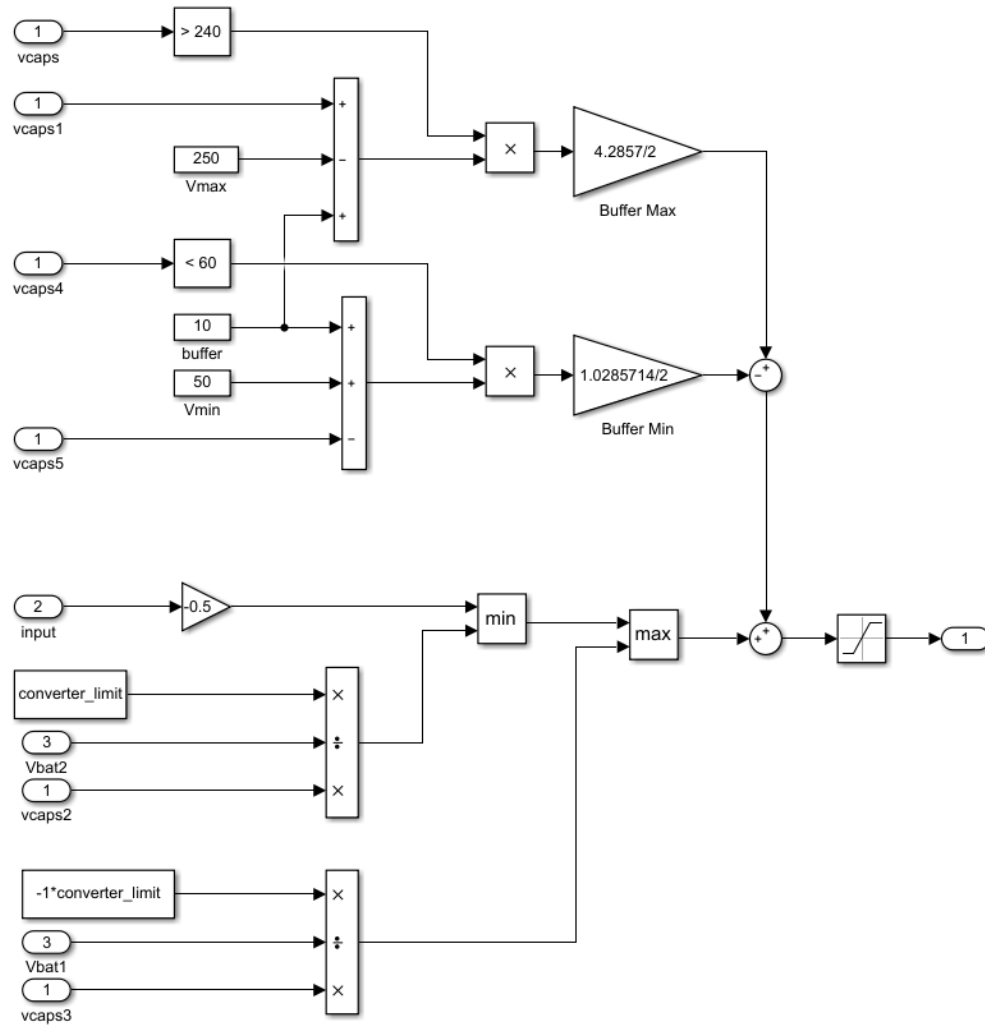 1
vcaps
> 240
1
vcaps1
+
250
Vmax
−
×
4.2857/2
Buffer Max
+
1
vcaps4
< 60
10
buffer
+
50
Vmin
+
×
1.0285714/2
Buffer Min
− +
1
vcaps5
−
2
input
-0.5
min
max
+ +
1
converter_limit
×
3
Vbat2
÷
1
vcaps2
×
-1*converter_limit
×
3
Vbat1
÷
1
vcaps3
×